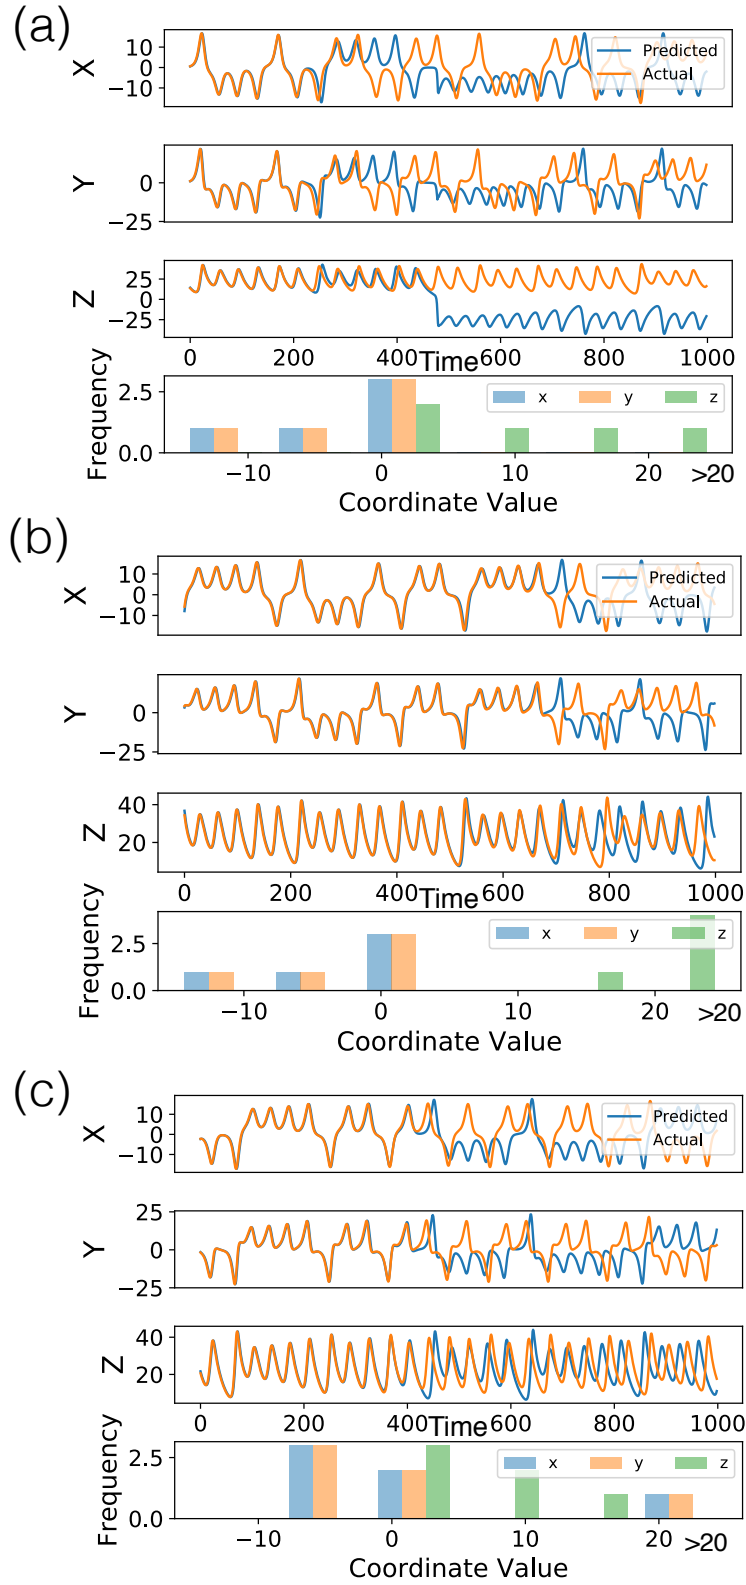 (a)
X
10
0
−10
Predicted
Actual
Y
0
−25
Z
25
0
−25
0
200
400
Time
600
800
1000
Frequency
2.5
0.0
x
y
z
−10
0
10
20
>20
Coordinate Value
(b)
X
10
0
−10
Predicted
Actual
Y
0
−25
Z
40
20
0
200
400
Time
600
800
1000
Frequency
2.5
0.0
x
y
z
−10
0
10
20
>20
Coordinate Value
(c)
X
10
0
−10
Predicted
Actual
Y
25
0
−25
Z
40
20
0
200
400
Time
600
800
1000
Frequency
2.5
0.0
x
y
z
−10
0
10
20
>20
Coordinate Value